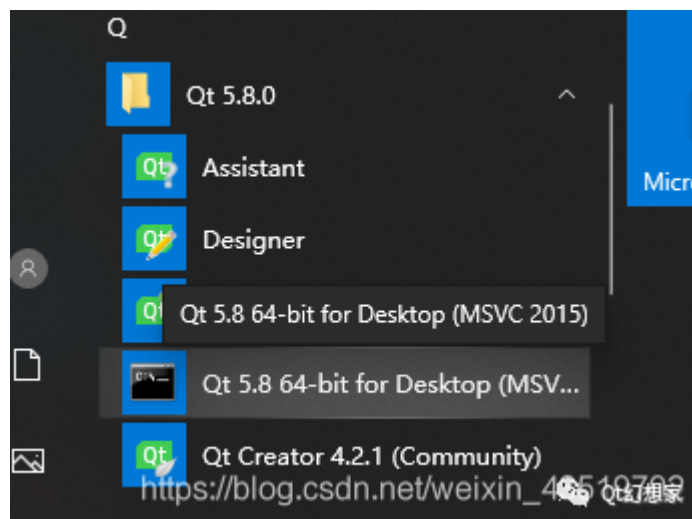 Q
Qt 5.8.0
Assistant
Micro
Designer
Qt 5.8 64-bit for Desktop (MSVC 2015)
Qt 5.8 64-bit for Desktop (MSV...
Qt Creator 4.2.1 (Community)
https://blog.csdn.net/weixin_4
Qt幻想家